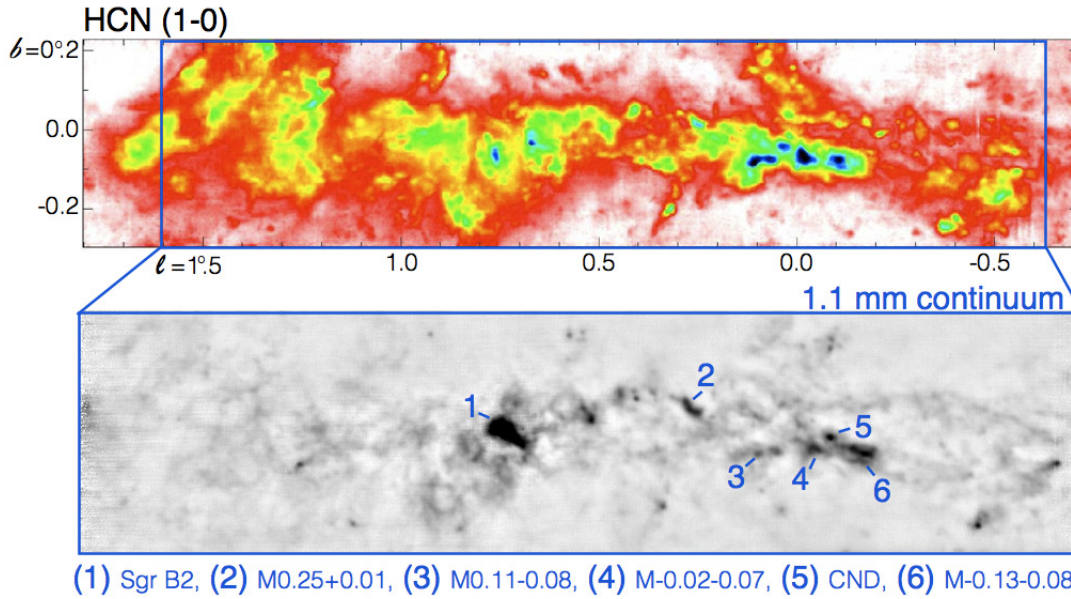 HCN (1-0)
𝒃=0°2
0.0
-0.2
𝓵=1°5 1.0 0.5 0.0 -0.5
1.1 mm continuum
1 2 3 4 5 6
(1) Sgr B2, (2) M0.25+0.01, (3) M0.11-0.08, (4) M-0.02-0.07, (5) CND, (6) M-0.13-0.08